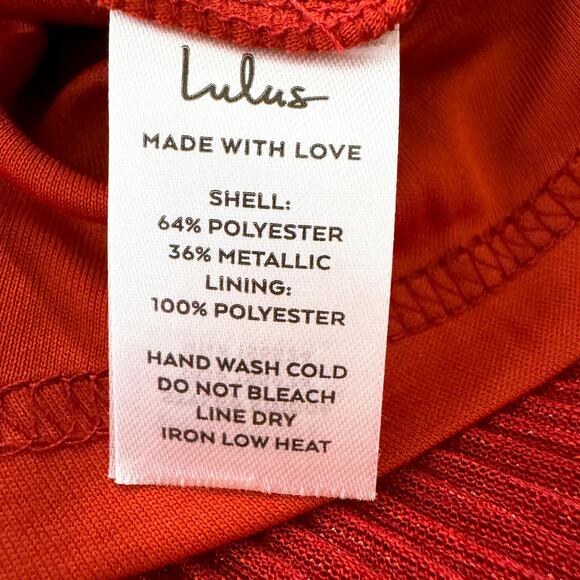 Lulus
MADE WITH LOVE
SHELL:
64% POLYESTER
36% METALLIC
LINING:
100% POLYESTER
HAND WASH COLD
DO NOT BLEACH
LINE DRY
IRON LOW HEAT